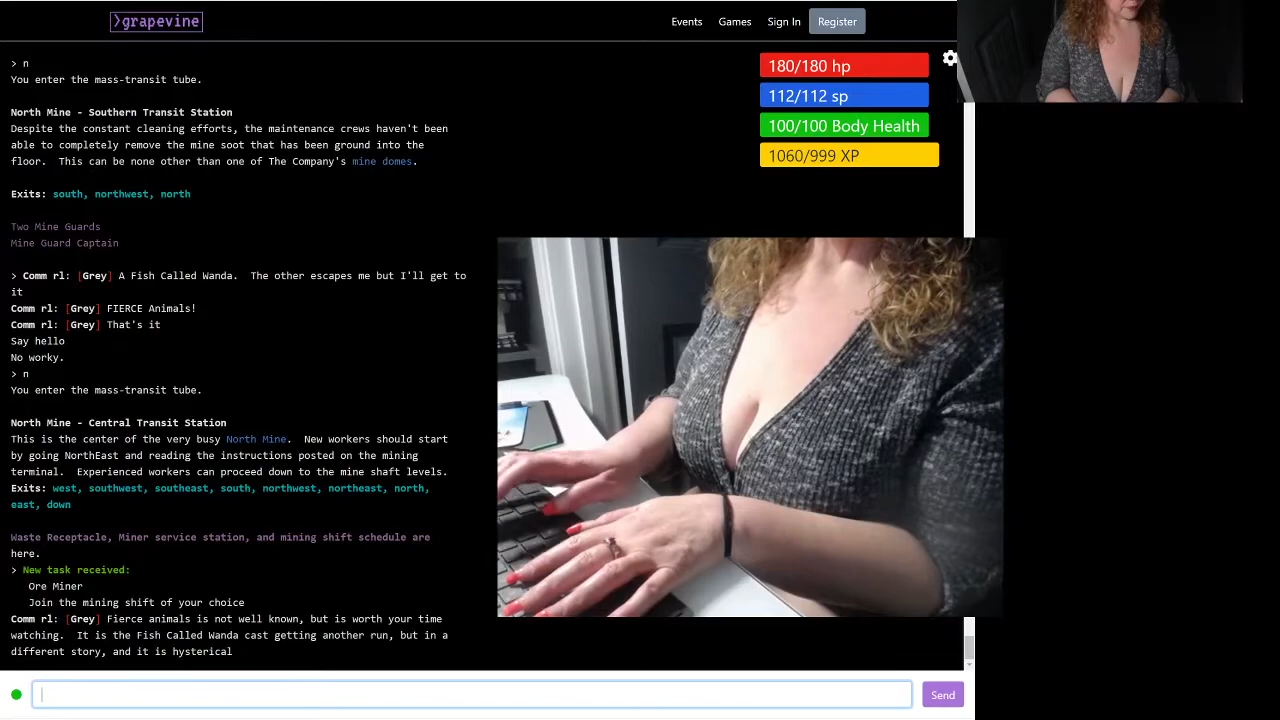 >grapevine
Events Games Sign In Register
> n
You enter the mass-transit tube.
North Mine - Southern Transit Station
Despite the constant cleaning efforts, the maintenance crews haven't been
able to completely remove the mine soot that has been ground into the
floor. This can be none other than one of The Company's mine domes.
Exits: south, northwest, north
Two Mine Guards
Mine Guard Captain
> Comm rl: [Grey] A Fish Called Wanda. The other escapes me but I'll get to
it
Comm rl: [Grey] FIERCE Animals!
Comm rl: [Grey] That's it
Say hello
No worky.
> n
You enter the mass-transit tube.
North Mine - Central Transit Station
This is the center of the very busy North Mine. New workers should start
by going NorthEast and reading the instructions posted on the mining
terminal. Experienced workers can proceed down to the mine shaft levels.
Exits: west, southwest, southeast, south, northwest, northeast, north,
east, down
Waste Receptacle, Miner service station, and mining shift schedule are
here.
> New task received:
Ore Miner
Join the mining shift of your choice
Comm rl: [Grey] Fierce animals is not well known, but is worth your time
watching. It is the Fish Called Wanda cast getting another run, but in a
different story, and it is hysterical
180/180 hp
112/112 sp
100/100 Body Health
1060/999 XP
Send